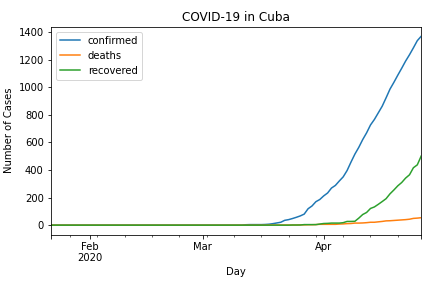 COVID-19 in Cuba
1400
1200
1000
800
600
400
200
0
Number of Cases
confirmed
deaths
recovered
Feb
2020
Mar
Apr
Day